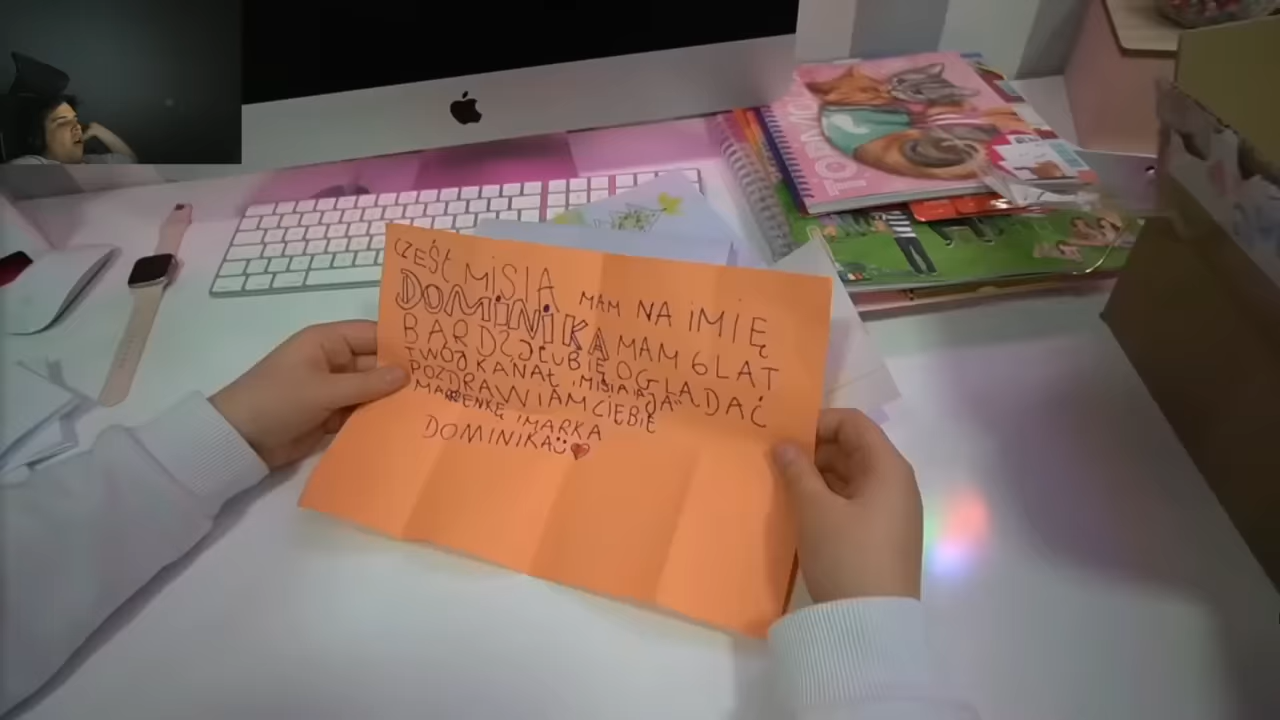 CZEŚĆ MISIA
DOMINIKA MAM NA IMIĘ
BARDZO LUBIĘ MAM 6 LAT
TWÓJ KANAŁ OGLĄDAĆ
"MISIA I JA"
POZDRAWIAM CIEBIE
MARENKĘ I MARKA
DOMINIKA